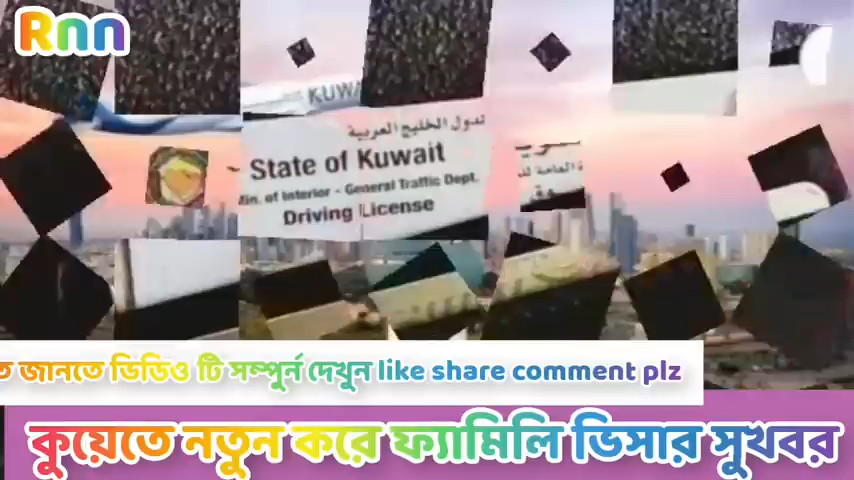 Rnn
KUWA
لدول الخليج العربية
State of Kuwait
Min. of Interior - General Traffic Dept.
Driving License
জানতে ভিডিও টি সম্পুর্ন দেখুন like share comment plz
কুয়েতে নতুন করে ফ্যামিলি ভিসার সুখবর